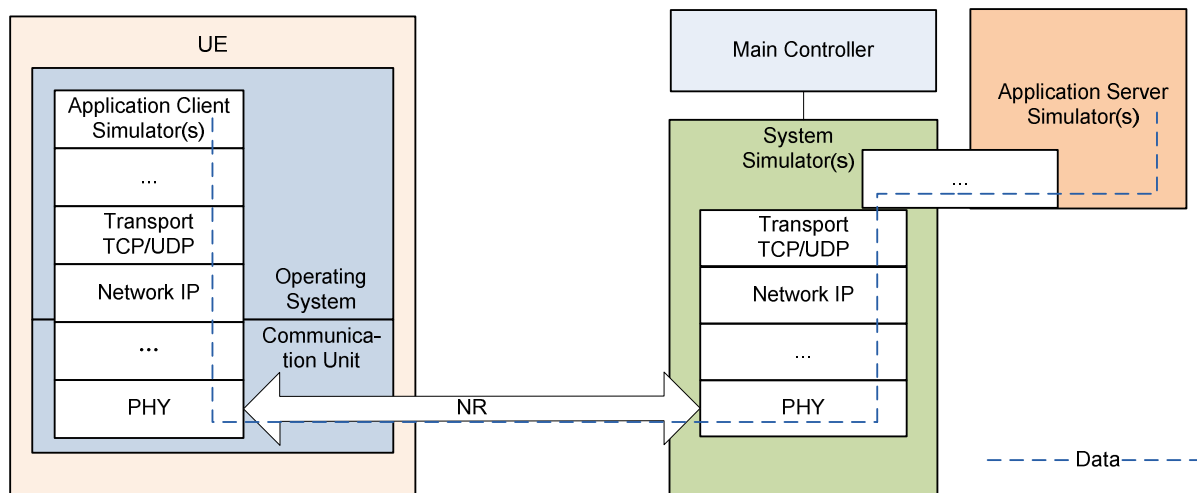 UE
Application Client
Simulator(s)
...
Transport
TCP/UDP
Network IP
Operating
System
...
Communica-
tion Unit
PHY
NR
Main Controller
System
Simulator(s)
Application Server
Simulator(s)
...
Transport
TCP/UDP
Network IP
...
PHY
Data